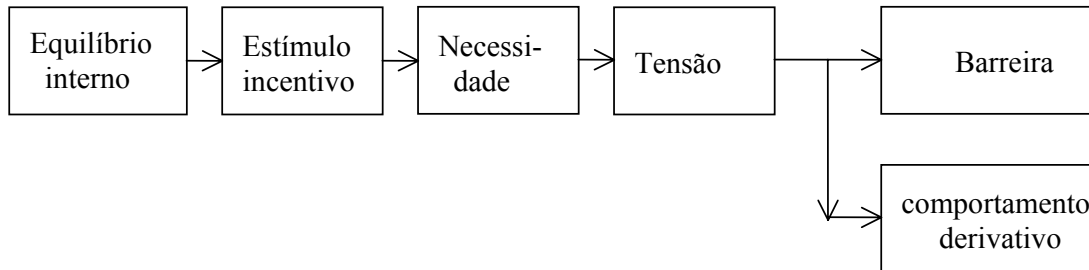 Equilíbrio
interno
Estímulo
incentivo
Necessi-
dade
Tensão
Barreira
comportamento
derivativo